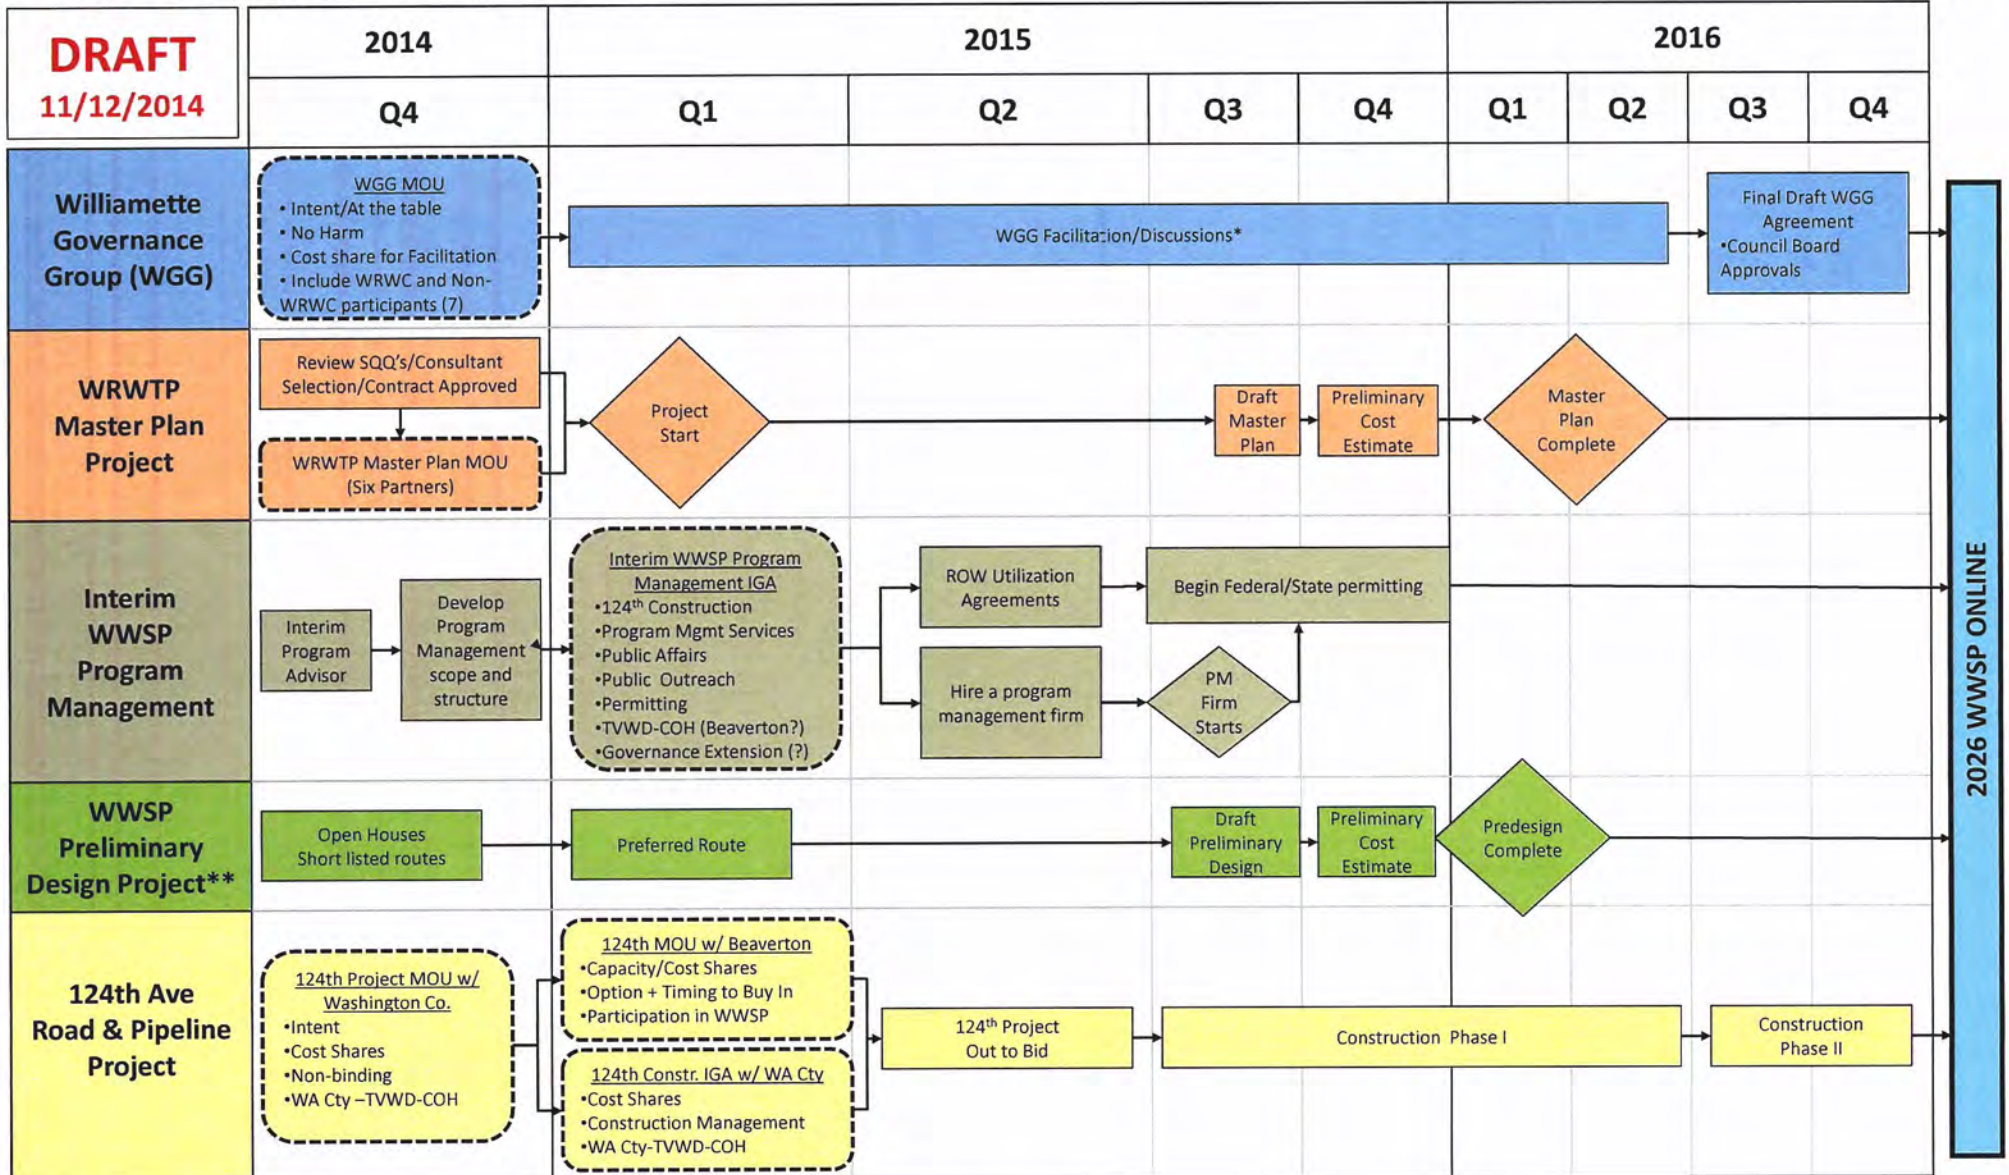 DRAFT
11/12/2014
2014
2015
2016
Q4
Q1
Q2
Q3
Q4
Q1
Q2
Q3
Q4
Williamette
Governance
Group (WGG)
WGG MOU
• Intent/At the table
• No Harm
• Cost share for Facilitation
• Include WRWC and Non-
WRWC participants (7)
WGG Facilitation/Discussions*
Final Draft WGG
Agreement
•Council Board
Approvals
WRWTP
Master Plan
Project
Review SQQ's/Consultant
Selection/Contract Approved
WRWTP Master Plan MOU
(Six Partners)
Project
Start
Draft
Master
Plan
Preliminary
Cost
Estimate
Master
Plan
Complete
Interim
WWSP
Program
Management
Interim
Program
Advisor
Develop
Program
Management
scope and
structure
Interim WWSP Program
Management IGA
•124th Construction
•Program Mgmt Services
•Public Affairs
•Public Outreach
•Permitting
•TVWD-COH (Beaverton?)
•Governance Extension (?)
ROW Utilization
Agreements
Hire a program
management firm
Begin Federal/State permitting
PM
Firm
Starts
WWSP
Preliminary
Design Project**
Open Houses
Short listed routes
Preferred Route
Draft
Preliminary
Design
Preliminary
Cost
Estimate
Predesign
Complete
124th Ave
Road & Pipeline
Project
124th Project MOU w/
Washington Co.
•Intent
•Cost Shares
•Non-binding
•WA Cty –TVWD-COH
124th MOU w/ Beaverton
•Capacity/Cost Shares
•Option + Timing to Buy In
•Participation in WWSP
124th Constr. IGA w/ WA Cty
•Cost Shares
•Construction Management
•WA Cty-TVWD-COH
124th Project
Out to Bid
Construction Phase I
Construction
Phase II
2026 WWSP ONLINE